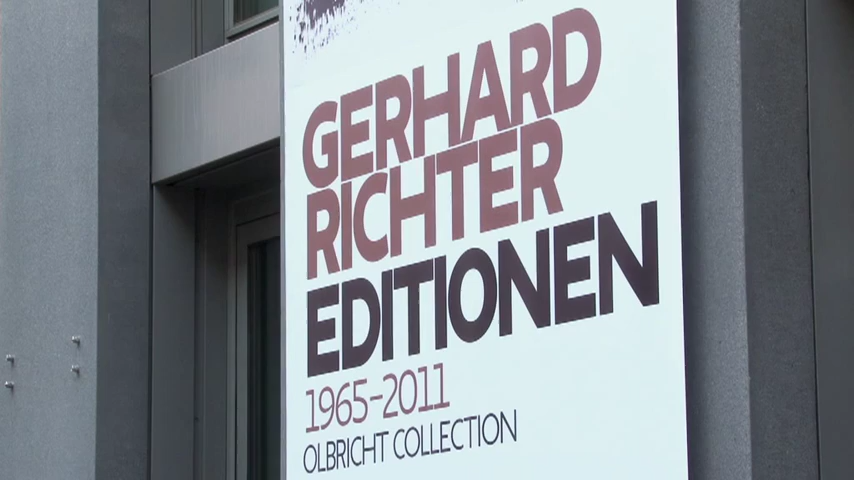 GERHARD
RICHTER
EDITIONEN
1965-2011
OLBRICHT COLLECTION